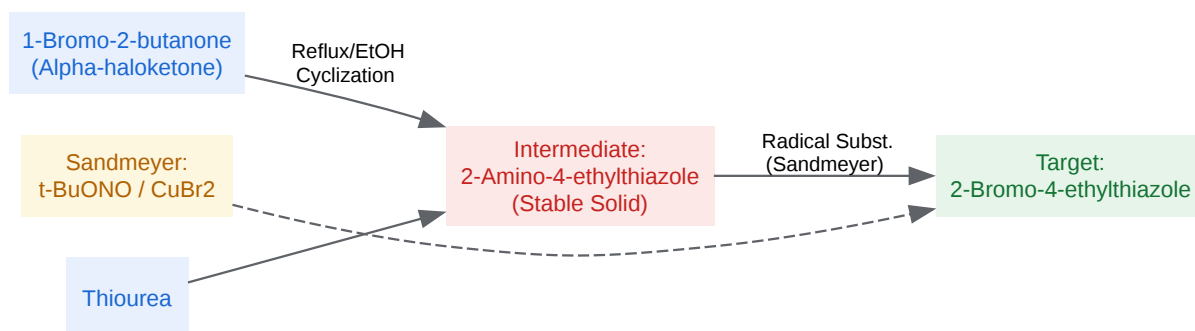 1-Bromo-2-butanone
(Alpha-haloketone)
Reflux/EtOH
Cyclization
Sandmeyer:
t-BuONO / CuBr2
Intermediate:
2-Amino-4-ethylthiazole
(Stable Solid)
Radical Subst.
(Sandmeyer)
Target:
2-Bromo-4-ethylthiazole
Thiourea